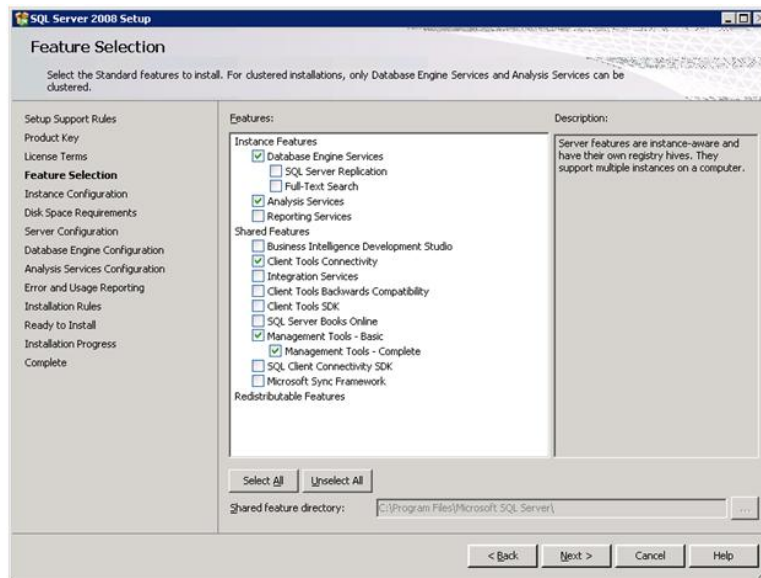 SQL Server 2008 Setup
Feature Selection
Select the Standard features to install. For clustered installations, only Database Engine Services and Analysis Services can be
clustered.
Setup Support Rules
Product Key
License Terms
Feature Selection
Instance Configuration
Disk Space Requirements
Server Configuration
Database Engine Configuration
Analysis Services Configuration
Error and Usage Reporting
Installation Rules
Ready to Install
Installation Progress
Complete
Features:
Instance Features
Database Engine Services
SQL Server Replication
Full-Text Search
Analysis Services
Reporting Services
Shared Features
Business Intelligence Development Studio
Client Tools Connectivity
Integration Services
Client Tools Backwards Compatibility
Client Tools SDK
SQL Server Books Online
Management Tools - Basic
Management Tools - Complete
SQL Client Connectivity SDK
Microsoft Sync Framework
Redistributable Features
Description:
Server features are instance-aware and
have their own registry hives. They
support multiple instances on a computer.
Select All
Unselect All
Shared feature directory:
C:\Program Files\Microsoft SQL Server\
...
< Back
Next >
Cancel
Help